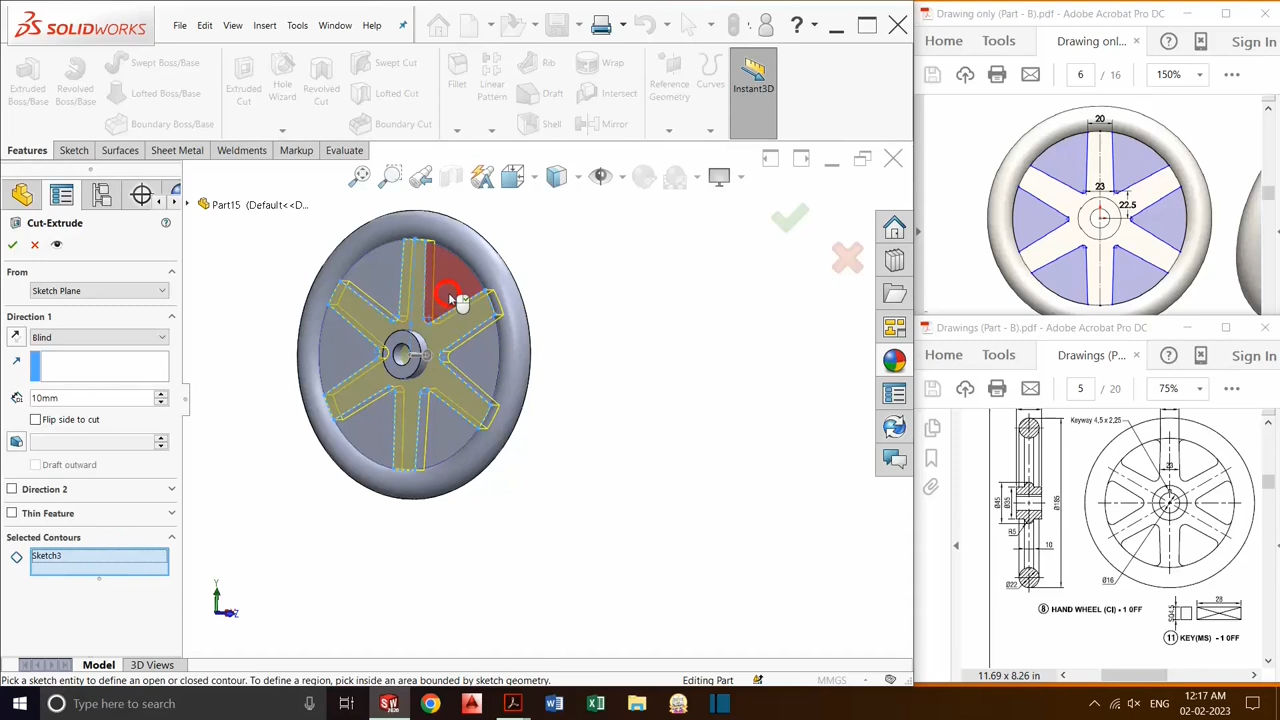 SOLIDWORKS
File
Edit
View
Insert
Tools
Window
Help
Extruded Boss/Base
Revolved Boss/Base
Swept Boss/Base
Lofted Boss/Base
Boundary Boss/Base
Extruded Cut
Hole Wizard
Revolved Cut
Swept Cut
Lofted Cut
Boundary Cut
Fillet
Linear Pattern
Rib
Draft
Shell
Wrap
Intersect
Mirror
Reference Geometry
Curves
Instant3D
Features
Sketch
Surfaces
Sheet Metal
Weldments
Markup
Evaluate
Cut-Extrude
From
Sketch Plane
Direction 1
Blind
10mm
Flip side to cut
Draft outward
Direction 2
Thin Feature
Selected Contours
Sketch3
Part15 (Default<<D...
Y
Z
Model
3D Views
Pick a sketch entity to define an open or closed contour. To define a region, pick inside an area bounded by sketch geometry.
Editing Part
MMGS
Drawing only (Part - B).pdf - Adobe Acrobat Pro DC
Home
Tools
Drawing onl...
Sign In
6 / 16
150%
20
23
22.5
Drawings (Part - B).pdf - Adobe Acrobat Pro DC
Home
Tools
Drawings (P...
Sign In
5 / 20
75%
Keyway 4,5 x 2,25
23
Ø45
Ø35
Ø185
R5
10
Ø22
Ø16
8 HAND WHEEL (CI) - 1 OFF
28
SQ4.5
11 KEY(MS) - 1 OFF
11.69 x 8.26 in
Type here to search
ENG
12:17 AM
02-02-2023